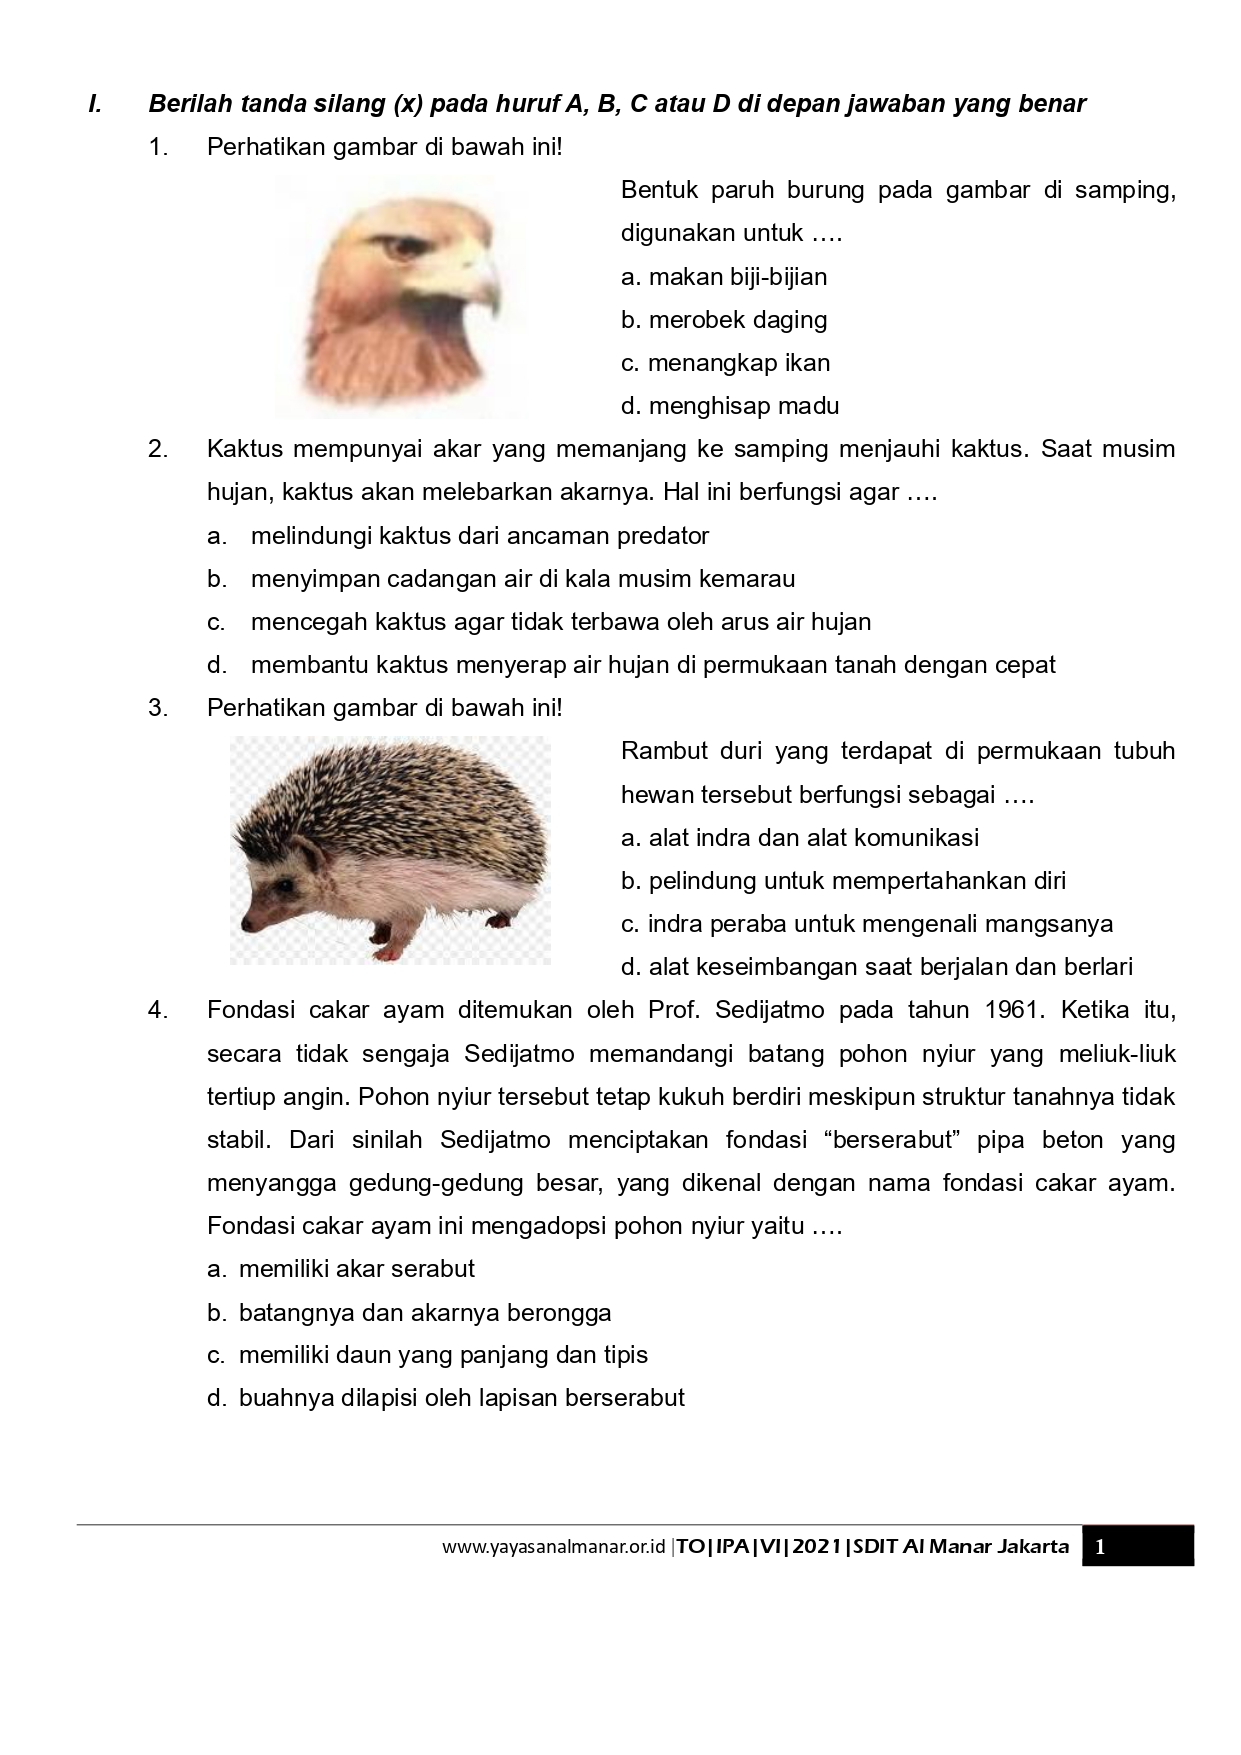 I. Berilah tanda silang (x) pada huruf A, B, C atau D di depan jawaban yang benar
1. Perhatikan gambar di bawah ini!
Bentuk paruh burung pada gambar di samping,
digunakan untuk ….
a. makan biji-bijian
b. merobek daging
c. menangkap ikan
d. menghisap madu
2. Kaktus mempunyai akar yang memanjang ke samping menjauhi kaktus. Saat musim
hujan, kaktus akan melebarkan akarnya. Hal ini berfungsi agar ….
a. melindungi kaktus dari ancaman predator
b. menyimpan cadangan air di kala musim kemarau
c. mencegah kaktus agar tidak terbawa oleh arus air hujan
d. membantu kaktus menyerap air hujan di permukaan tanah dengan cepat
3. Perhatikan gambar di bawah ini!
Rambut duri yang terdapat di permukaan tubuh
hewan tersebut berfungsi sebagai ….
a. alat indra dan alat komunikasi
b. pelindung untuk mempertahankan diri
c. indra peraba untuk mengenali mangsanya
d. alat keseimbangan saat berjalan dan berlari
4. Fondasi cakar ayam ditemukan oleh Prof. Sedijatmo pada tahun 1961. Ketika itu,
secara tidak sengaja Sedijatmo memandangi batang pohon nyiur yang meliuk-liuk
tertiup angin. Pohon nyiur tersebut tetap kukuh berdiri meskipun struktur tanahnya tidak
stabil. Dari sinilah Sedijatmo menciptakan fondasi “berserabut” pipa beton yang
menyangga gedung-gedung besar, yang dikenal dengan nama fondasi cakar ayam.
Fondasi cakar ayam ini mengadopsi pohon nyiur yaitu ….
a. memiliki akar serabut
b. batangnya dan akarnya berongga
c. memiliki daun yang panjang dan tipis
d. buahnya dilapisi oleh lapisan berserabut
www.yayasanalmanar.or.id |TO|IPA|VI|2021|SDIT Al Manar Jakarta 1